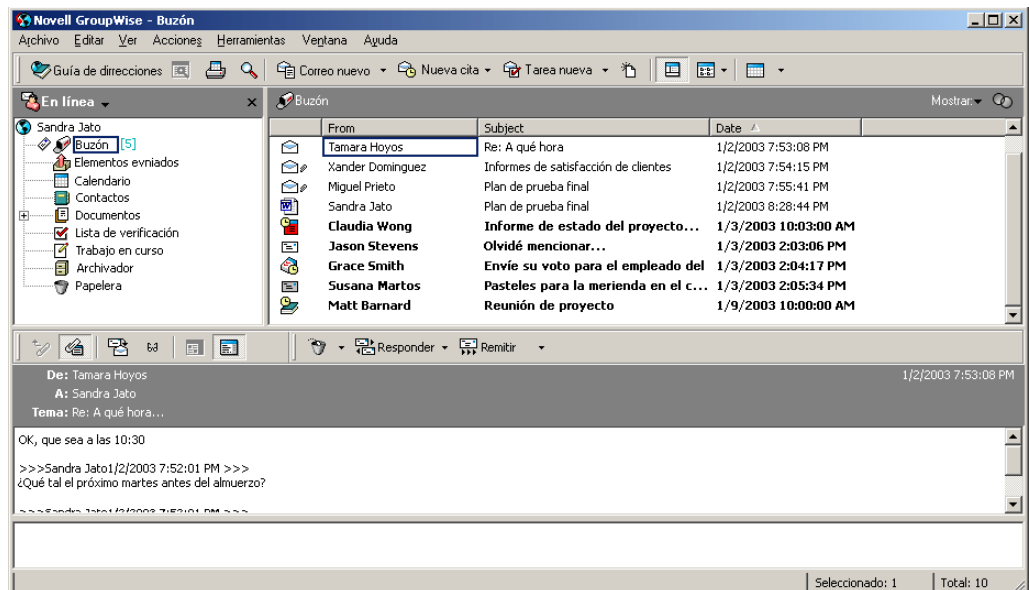 Novell GroupWise - Buzón
Archivo Editar Ver Acciones Herramientas Ventana Ayuda
Guía de dirrecciones Correo nuevo Nueva cita Tarea nueva
En línea
Buzón Mostrar:
Sandra Jato
Buzón [5]
Elementos evniados
Calendario
Contactos
Documentos
Lista de verificación
Trabajo en curso
Archivador
Papelera
From Subject Date
Tamara Hoyos Re: A qué hora 1/2/2003 7:53:08 PM
Xander Dominguez Informes de satisfacción de clientes 1/2/2003 7:54:15 PM
Miguel Prieto Plan de prueba final 1/2/2003 7:55:41 PM
Sandra Jato Plan de prueba final 1/2/2003 8:28:44 PM
Claudia Wong Informe de estado del proyecto... 1/3/2003 10:03:00 AM
Jason Stevens Olvidé mencionar... 1/3/2003 2:03:06 PM
Grace Smith Envíe su voto para el empleado del 1/3/2003 2:04:17 PM
Susana Martos Pasteles para la merienda en el c... 1/3/2003 2:05:34 PM
Matt Barnard Reunión de proyecto 1/9/2003 10:00:00 AM
Responder Remitir
De: Tamara Hoyos 1/2/2003 7:53:08 PM
A: Sandra Jato
Tema: Re: A qué hora...
OK, que sea a las 10:30
>>>Sandra Jato1/2/2003 7:52:01 PM >>>
¿Qué tal el próximo martes antes del almuerzo?
>>>Sandra Jato1/2/2003 7:52:01 PM >>>
Seleccionado: 1 Total: 10